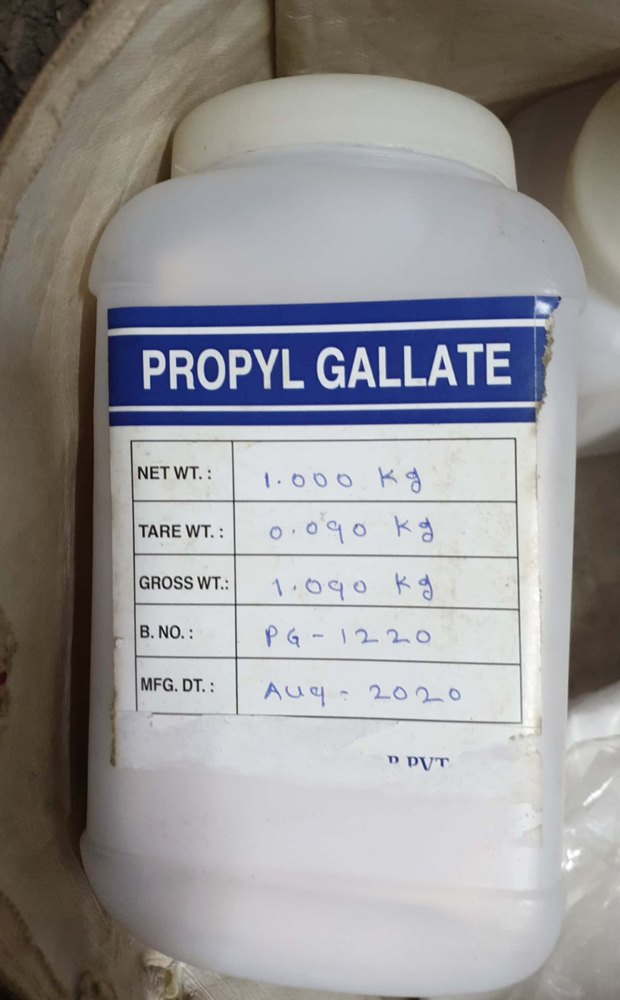 PROPYL GALLATE
NET WT. : 1.000 Kg
TARE WT. : 0.090 Kg
GROSS WT.: 1.090 Kg
B. NO. : PG-1220
MFG. DT. : Aug-2020
PVT